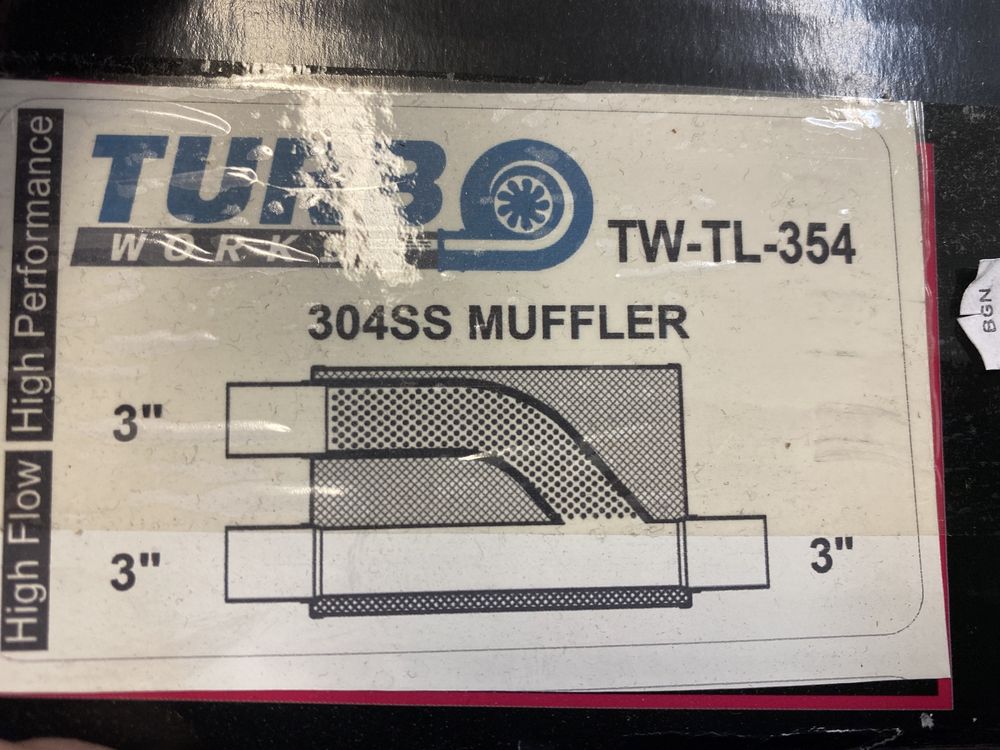 High Flow High Performance
TURBO
WORKS
TW-TL-354
304SS MUFFLER
3"
3"
3"
BGN